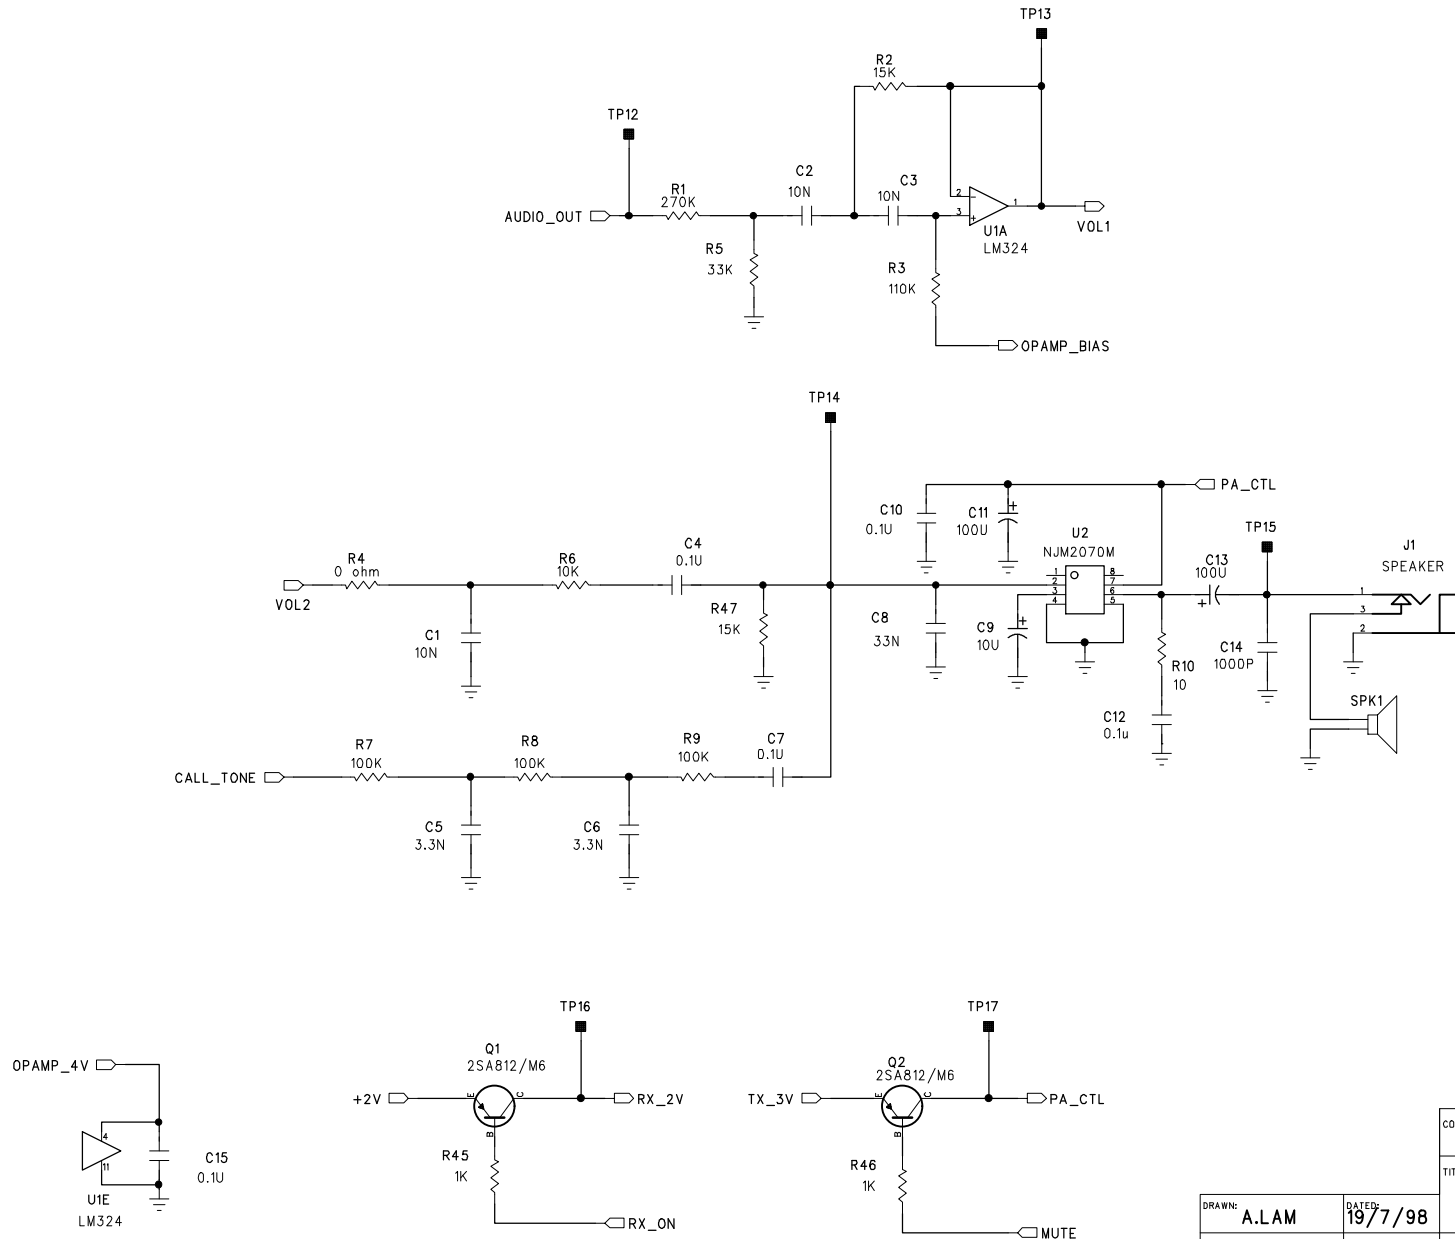 TP13
R2
15K
TP12
C2
10N
C3
10N
R1
270K
AUDIO_OUT
2
3
1
U1A
LM324
VOL1
R5
33K
R3
110K
OPAMP_BIAS
TP14
PA_CTL
C10
0.1U
C11
100U
+
TP15
U2
NJM2070M
J1
SPEAKER
C13
100U
+
R4
0 ohm
R6
10K
C4
0.1U
VOL2
1
2
3
4
8
7
6
5
1
3
2
R47
15K
C1
10N
C8
33N
C9
10U
+
C14
1000P
R10
10
SPK1
C12
0.1u
R7
100K
R8
100K
R9
100K
C7
0.1U
CALL_TONE
C5
3.3N
C6
3.3N
TP16
TP17
Q1
2SA812/M6
Q2
2SA812/M6
OPAMP_4V
+2V
E
C
B
RX_2V
TX_3V
E
C
B
PA_CTL
4
11
C15
0.1U
U1E
LM324
R45
1K
R46
1K
RX_ON
MUTE
CO
TIT
DRAWN:
A.LAM
DATED:
19/7/98